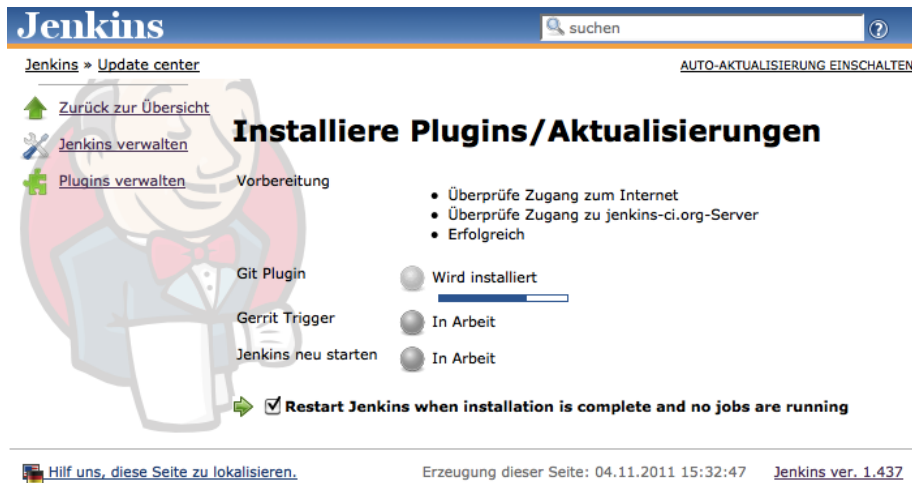 Jenkins
suchen
Jenkins » Update center
AUTO-AKTUALISIERUNG EINSCHALTEN
Zurück zur Übersicht
Jenkins verwalten
Plugins verwalten
Installiere Plugins/Aktualisierungen
Vorbereitung
• Überprüfe Zugang zum Internet
• Überprüfe Zugang zu jenkins-ci.org-Server
• Erfolgreich
Git Plugin Wird installiert
Gerrit Trigger In Arbeit
Jenkins neu starten In Arbeit
Restart Jenkins when installation is complete and no jobs are running
Hilf uns, diese Seite zu lokalisieren. Erzeugung dieser Seite: 04.11.2011 15:32:47 Jenkins ver. 1.437